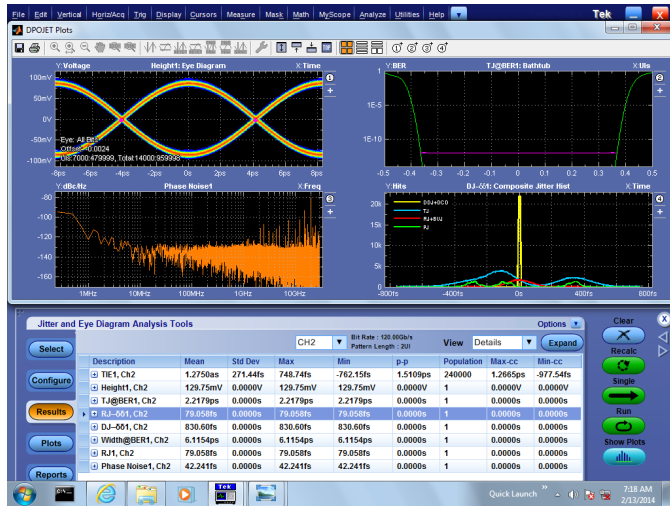 File Edit Vertical Horiz/Acq Trig Display Cursors Measure Mask Math MyScope Analyze Utilities Help Tek X
DPOJET Plots
Y:Voltage Height1: Eye Diagram X:Time
100mV
50mV
0V
-50mV
-100mV
Eye: All Bits
Offset:-0.0024
UIs:7000:479999, Total:14000:959998
-8ps -6ps -4ps -2ps 0s 2ps 4ps 6ps 8ps
1
Y:BER TJ@BER1: Bathtub X:UIs
1
1E-5
1E-10
-0.5 -0.4 -0.3 -0.2 -0.1 0 0.1 0.2 0.3 0.4 0.5
2
Y:dBc/Hz Phase Noise1 X:Freq
-80
-100
-120
-140
-160
1MHz 10MHz 100MHz 1GHz 10GHz
3
Y:Hits DJ-δδ1: Composite Jitter Hist X:Time
20k
15k
10k
5k
0
DDJ+DCD
TJ
RJ+BUJ
PJ
-800fs -400fs 0s 400fs 800fs
4
Jitter and Eye Diagram Analysis Tools Options X
Select
Configure
Results
Plots
Reports
CH2 Bit Rate : 120.00Gb/s
Pattern Length : 2UI
View Details Expand
Description Mean Std Dev Max Min p-p Population Max-cc Min-cc
TIE1, Ch2 1.2750as 271.44fs 748.74fs -762.15fs 1.5109ps 240000 1.2665ps -977.54fs
Height1, Ch2 129.75mV 0.0000V 129.75mV 129.75mV 0.0000V 1 0.0000V 0.0000V
TJ@BER1, Ch2 2.2179ps 0.0000s 2.2179ps 2.2179ps 0.0000s 1 0.0000s 0.0000s
RJ-δδ1, Ch2 79.058fs 0.0000s 79.058fs 79.058fs 0.0000s 1 0.0000s 0.0000s
DJ-δδ1, Ch2 830.60fs 0.0000s 830.60fs 830.60fs 0.0000s 1 0.0000s 0.0000s
Width@BER1, Ch2 6.1154ps 0.0000s 6.1154ps 6.1154ps 0.0000s 1 0.0000s 0.0000s
RJ1, Ch2 79.058fs 0.0000s 79.058fs 79.058fs 0.0000s 1 0.0000s 0.0000s
Phase Noise1, Ch2 42.241fs 0.0000s 42.241fs 42.241fs 0.0000s 1 0.0000s 0.0000s
Clear
Recalc
Single
Run
Show Plots
Tek
Quick Launch
7:18 AM
2/13/2014